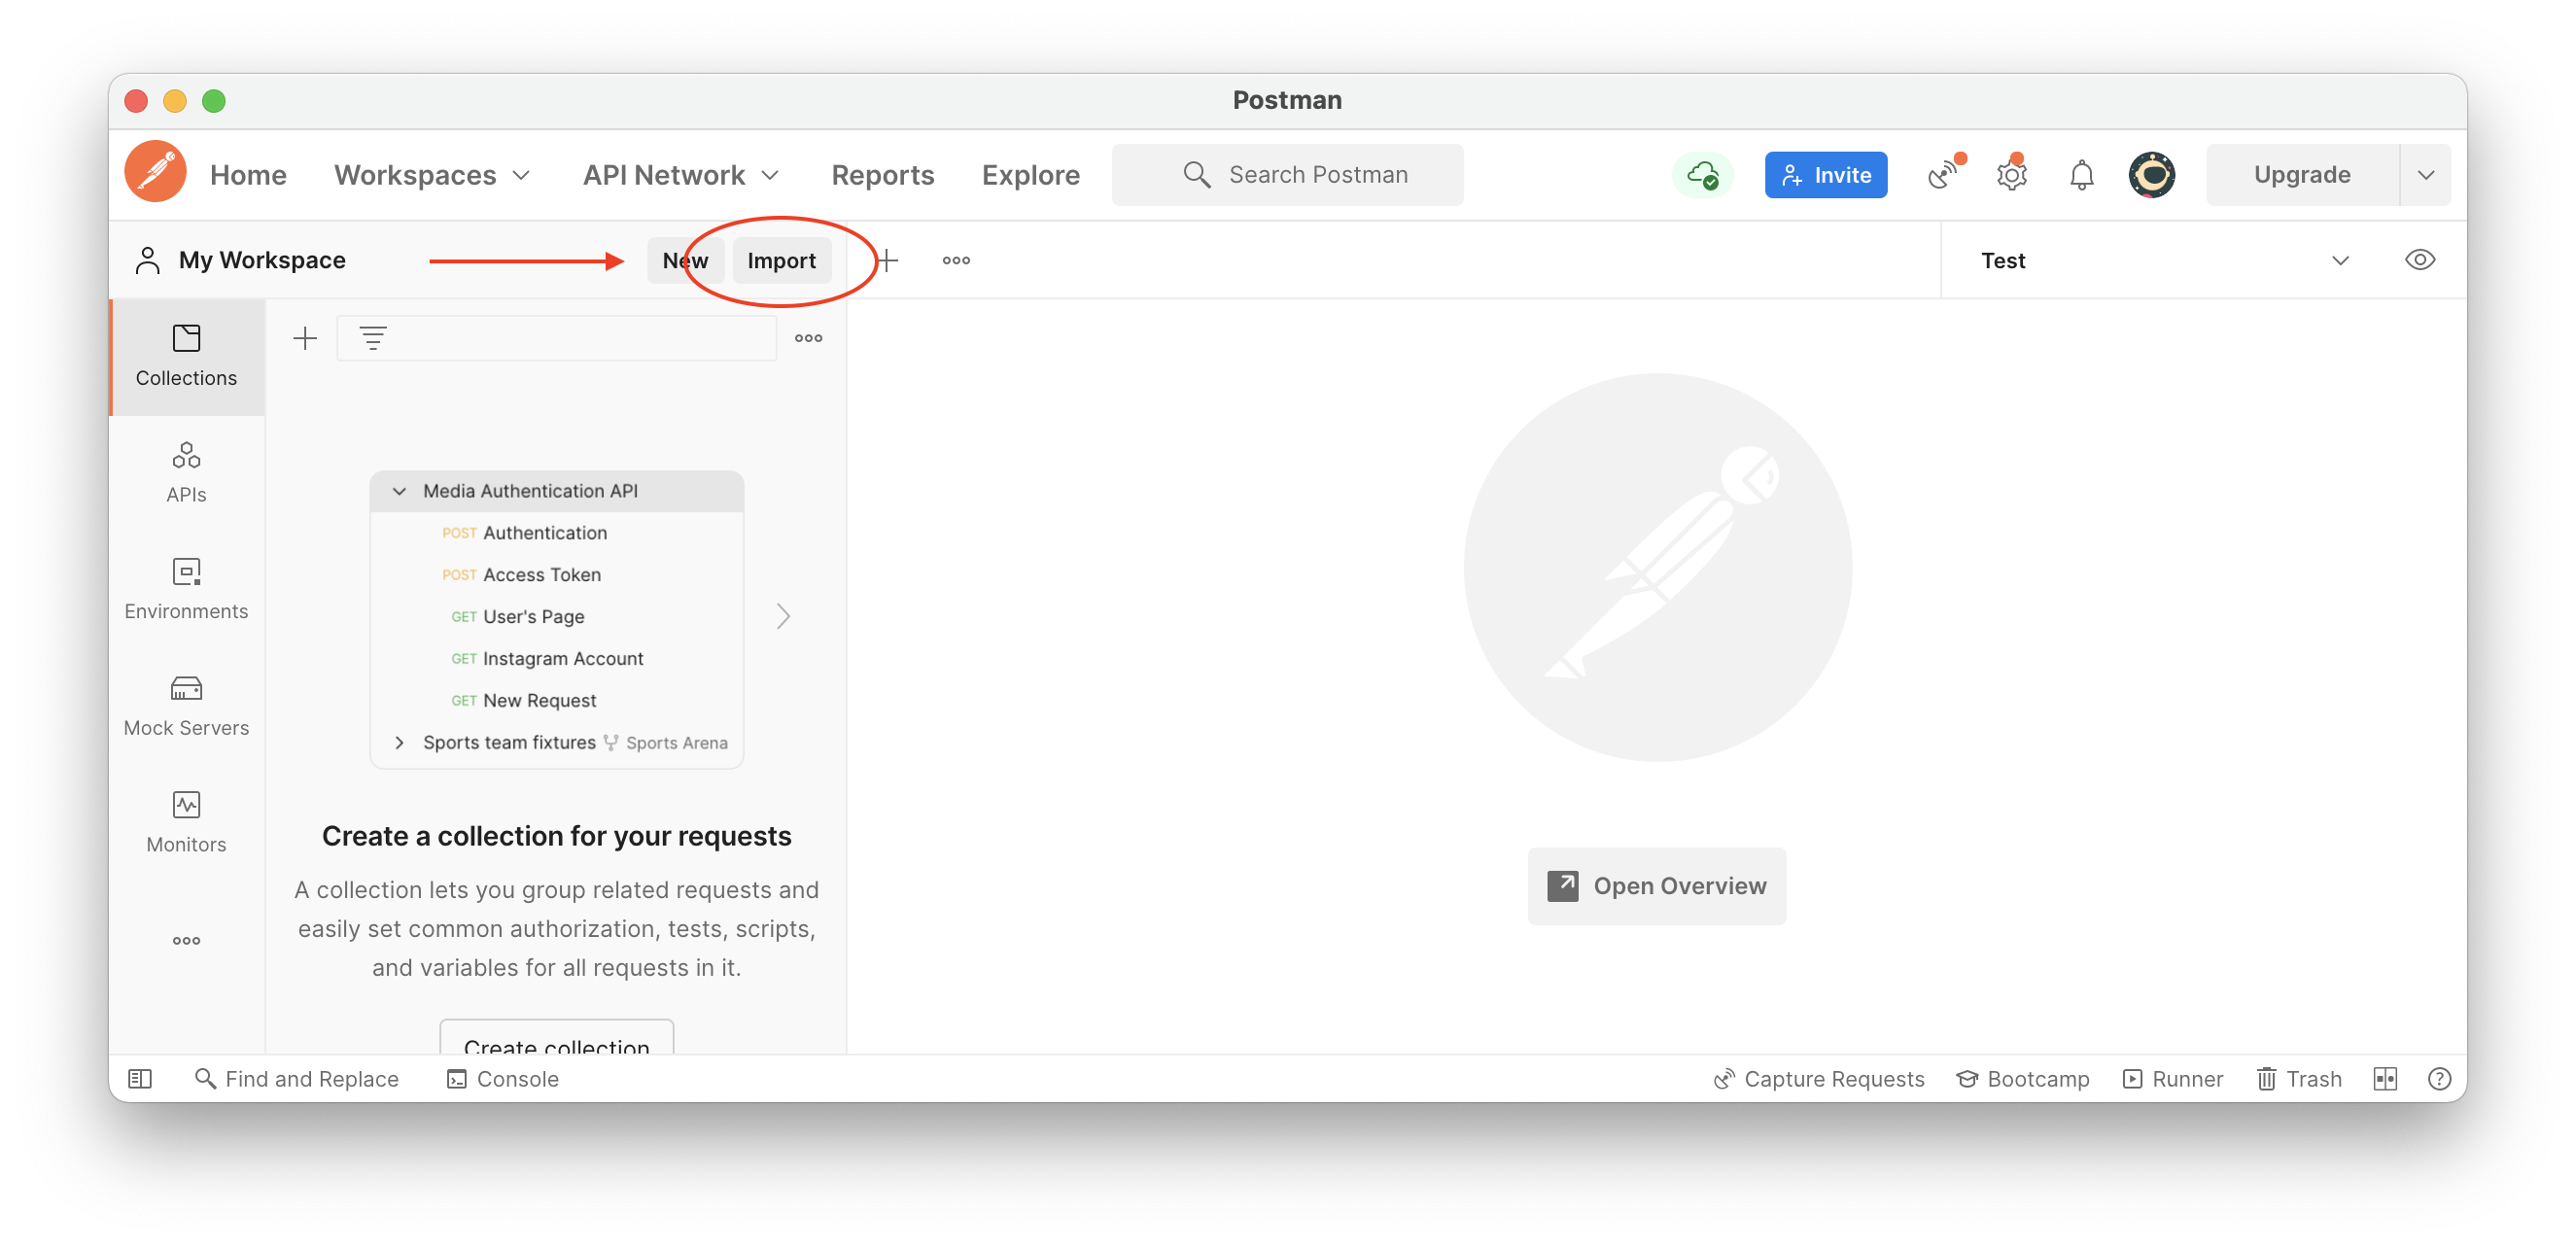 Postman
Home Workspaces API Network Reports Explore Search Postman Invite Upgrade
My Workspace New Import Test
Collections
APIs
Environments
Mock Servers
Monitors
Media Authentication API
POST Authentication
POST Access Token
GET User's Page
GET Instagram Account
GET New Request
Sports team fixtures Sports Arena
Create a collection for your requests
A collection lets you group related requests and
easily set common authorization, tests, scripts,
and variables for all requests in it.
Create collection
Open Overview
Find and Replace Console Capture Requests Bootcamp Runner Trash